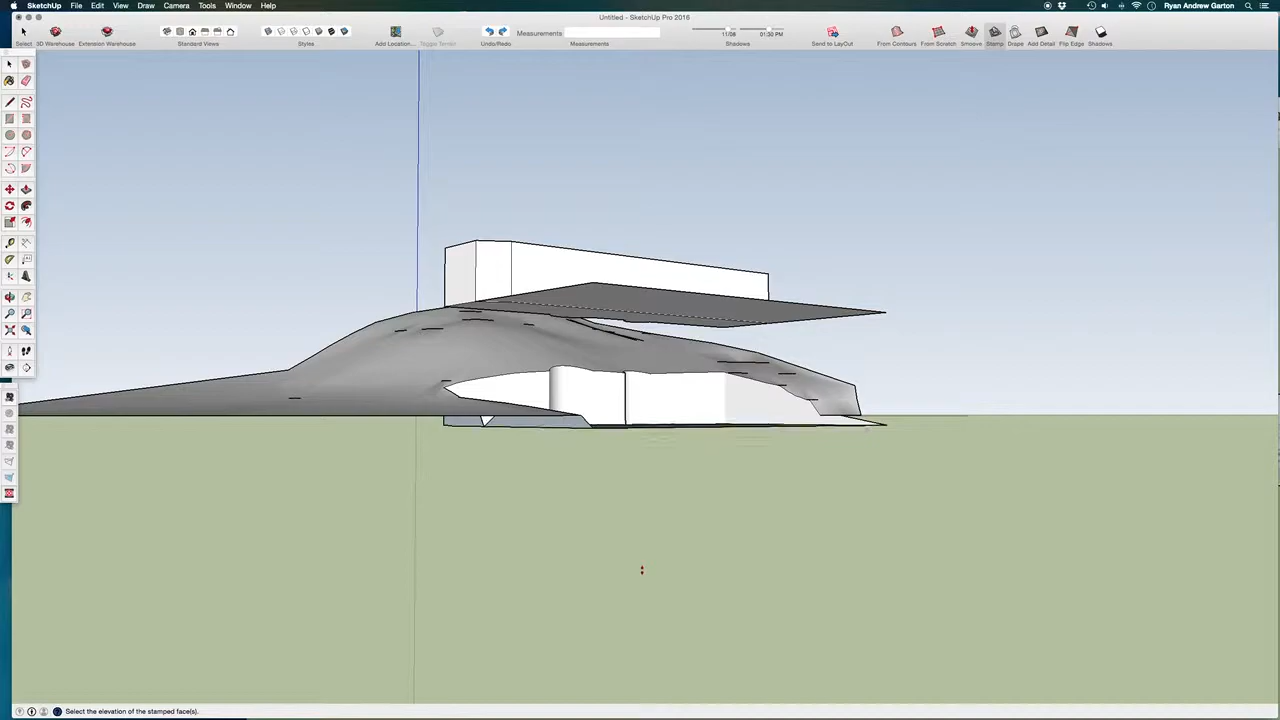 SketchUp File Edit View Draw Camera Tools Window Help Ryan Andrew Garton
Untitled - SketchUp Pro 2016
Measurements 11/08 01:30 PM
Select 3D Warehouse Extension Warehouse Standard Views Styles Add Location... Toggle Terrain Undo/Redo Measurements Shadows Send to LayOut From Contours From Scratch Smoove Stamp Drape Add Detail Flip Edge Shadows
Select the elevation of the stamped face(s).